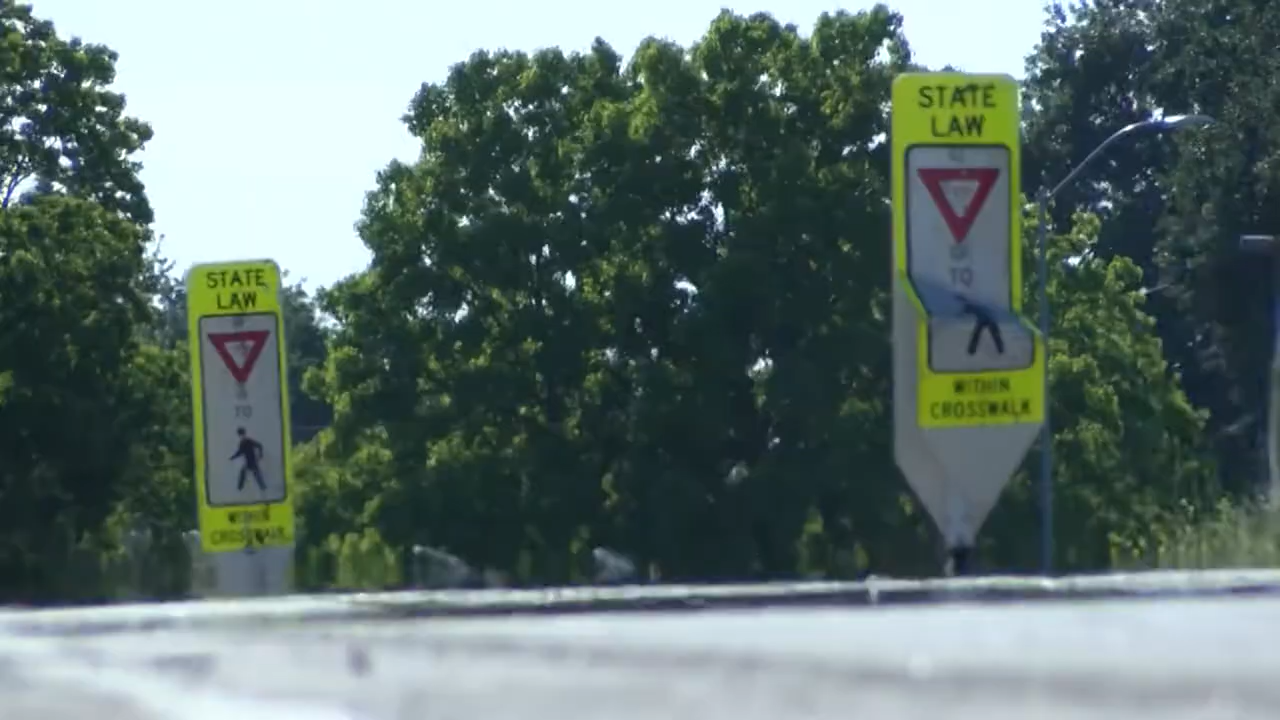 STATE
LAW
TO
WITHIN
CROSSWALK
STATE
LAW
TO
WITHIN
CROSSWALK